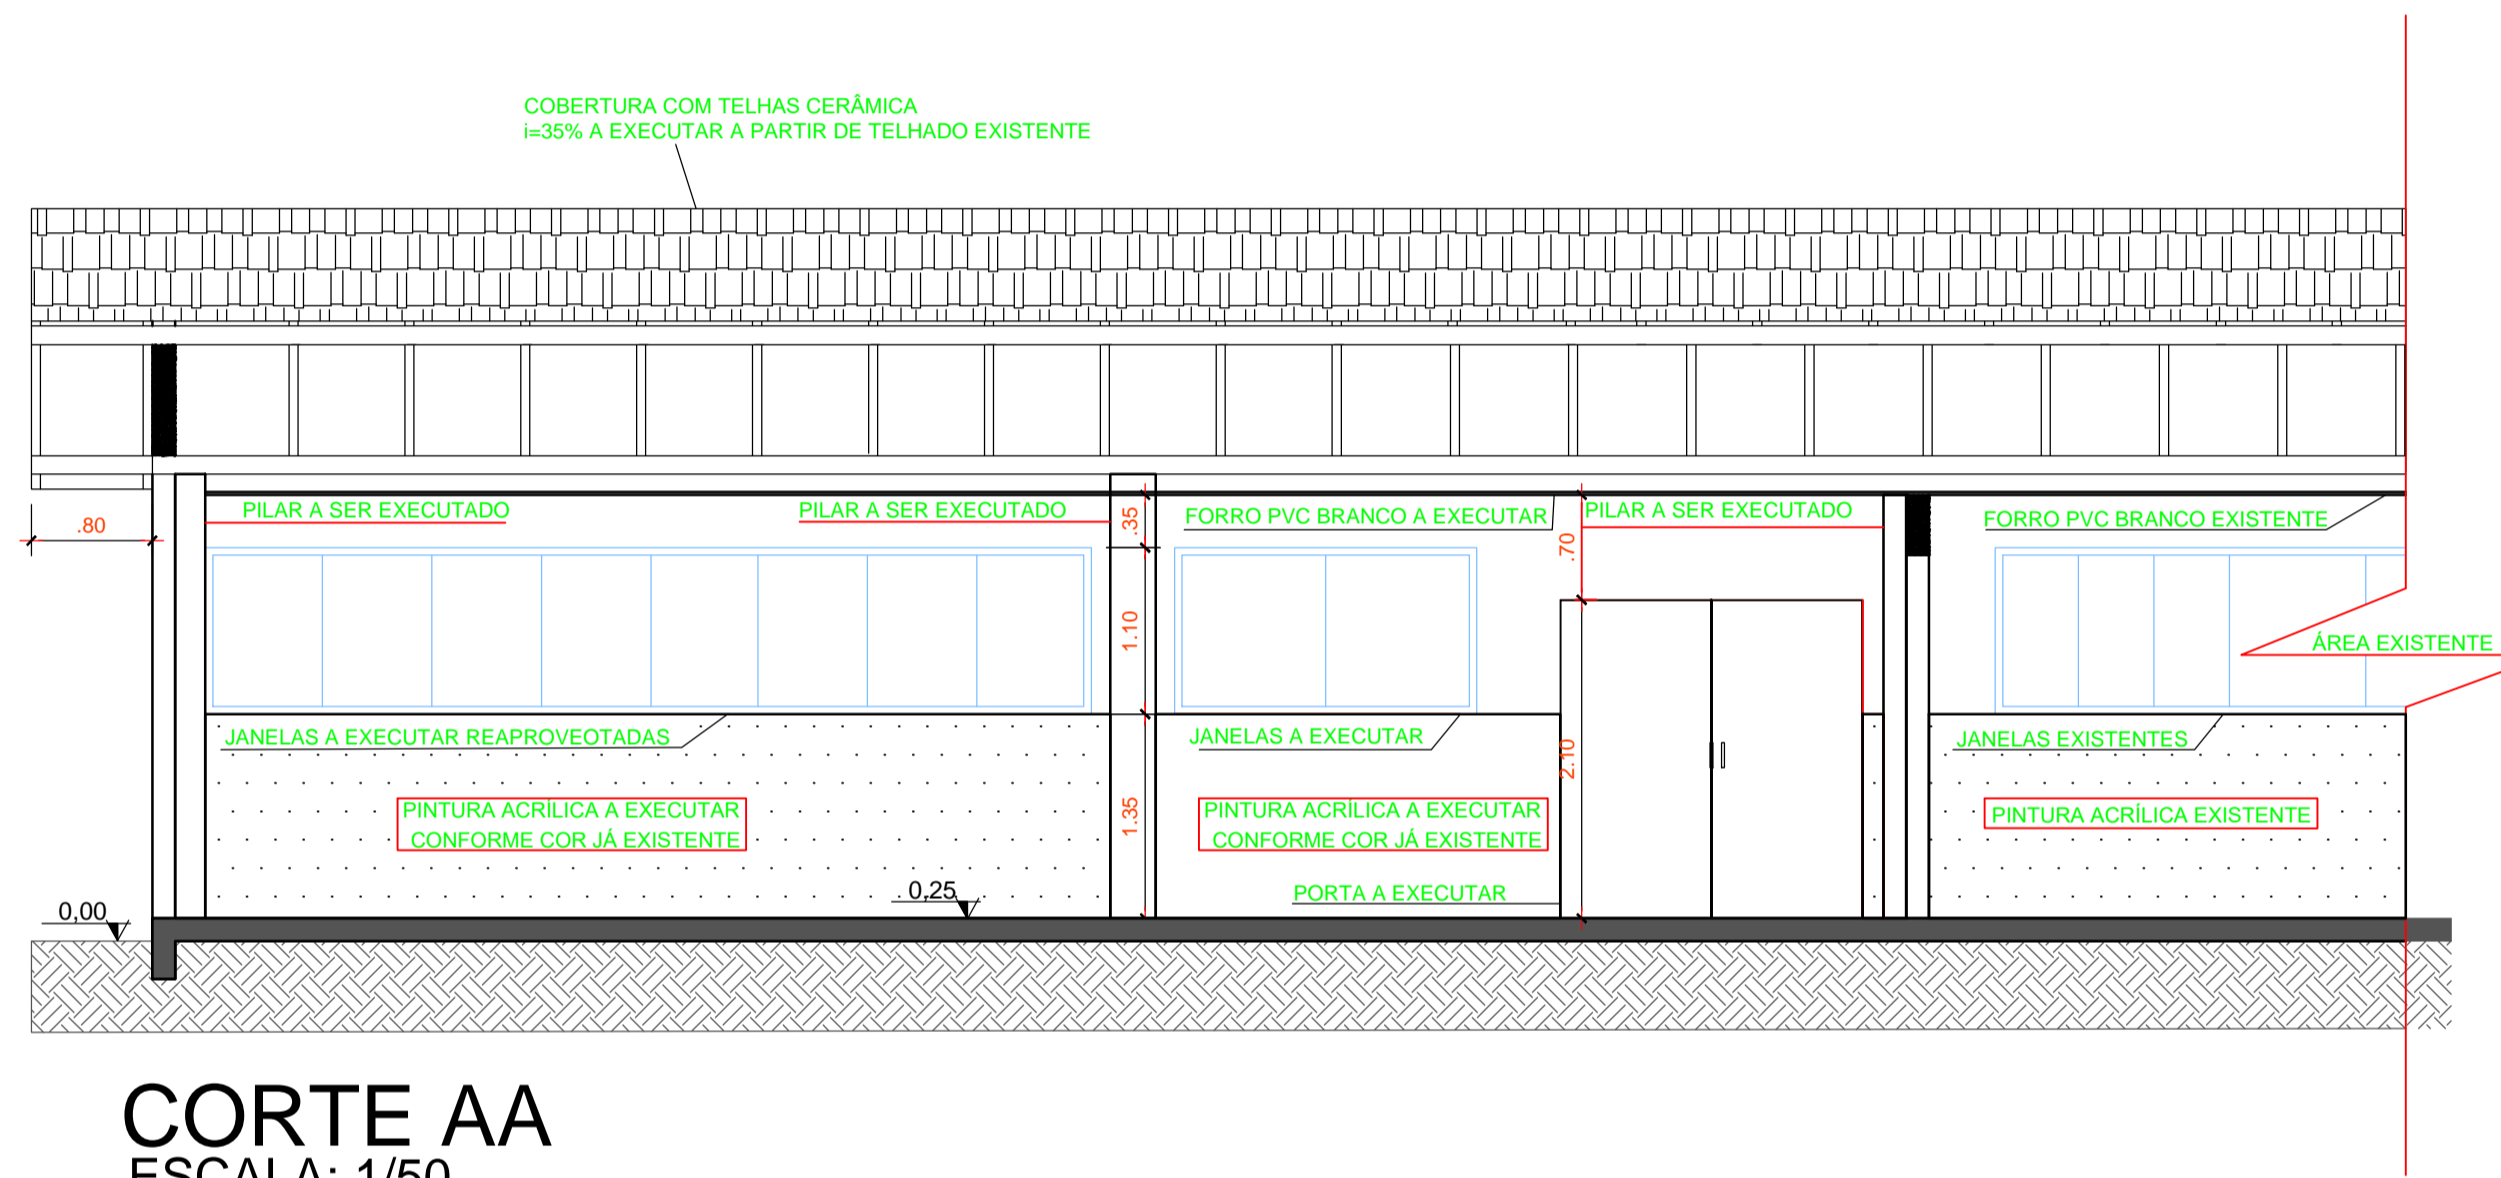 COBERTURA COM TELHAS CERÂMICA
i=35% A EXECUTAR A PARTIR DE TELHADO EXISTENTE
PILAR A SER EXECUTADO
PILAR A SER EXECUTADO
FORRO PVC BRANCO A EXECUTAR
PILAR A SER EXECUTADO
FORRO PVC BRANCO EXISTENTE
.80
.35
.70
1.10
ÁREA EXISTENTE
JANELAS A EXECUTAR REAPROVEOTADAS
JANELAS A EXECUTAR
2.10
JANELAS EXISTENTES
PINTURA ACRÍLICA A EXECUTAR
CONFORME COR JÁ EXISTENTE
1.35
PINTURA ACRÍLICA A EXECUTAR
CONFORME COR JÁ EXISTENTE
PINTURA ACRÍLICA EXISTENTE
0,00
0,25
PORTA A EXECUTAR
CORTE AA
ESCALA: 1/50